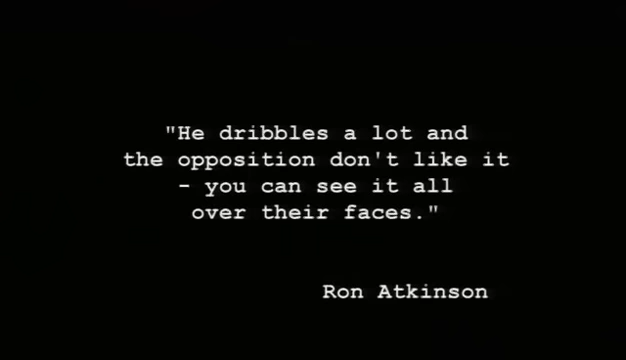 "He dribbles a lot and
the opposition don't like it
- you can see it all
over their faces."
Ron Atkinson